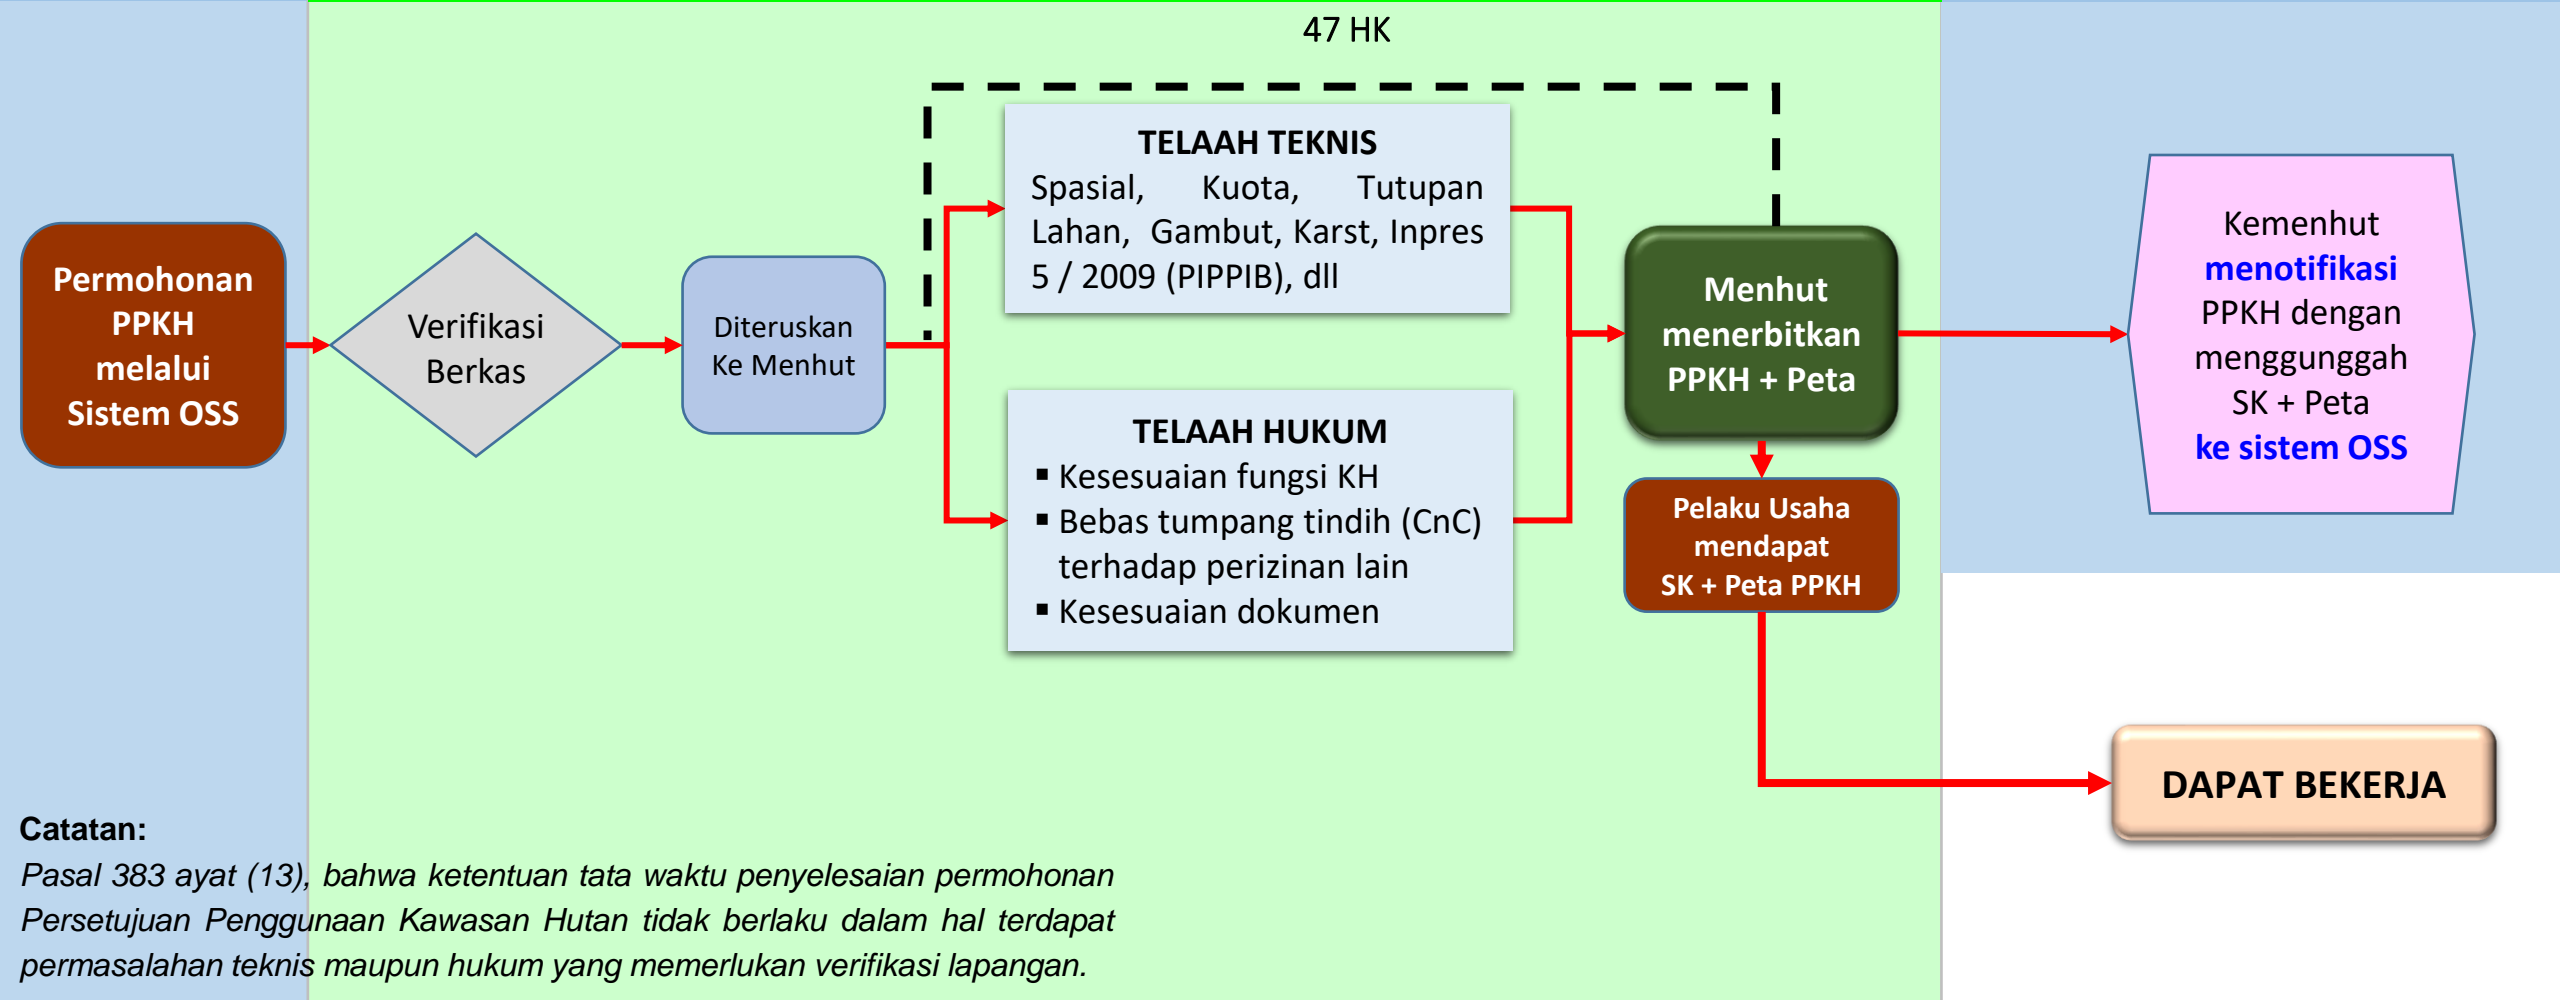 47 HK
Permohonan
PPKH
melalui
Sistem OSS
Verifikasi
Berkas
Diteruskan
Ke Menhut
TELAAH TEKNIS
Spasial, Kuota, Tutupan
Lahan, Gambut, Karst, Inpres
5 / 2009 (PIPPIB), dll
TELAAH HUKUM
▪ Kesesuaian fungsi KH
▪ Bebas tumpang tindih (CnC)
terhadap perizinan lain
▪ Kesesuaian dokumen
Menhut
menerbitkan
PPKH + Peta
Pelaku Usaha
mendapat
SK + Peta PPKH
Kemenhut
menotifikasi
PPKH dengan
menggunggah
SK + Peta
ke sistem OSS
DAPAT BEKERJA
Catatan:
Pasal 383 ayat (13), bahwa ketentuan tata waktu penyelesaian permohonan
Persetujuan Penggunaan Kawasan Hutan tidak berlaku dalam hal terdapat
permasalahan teknis maupun hukum yang memerlukan verifikasi lapangan.